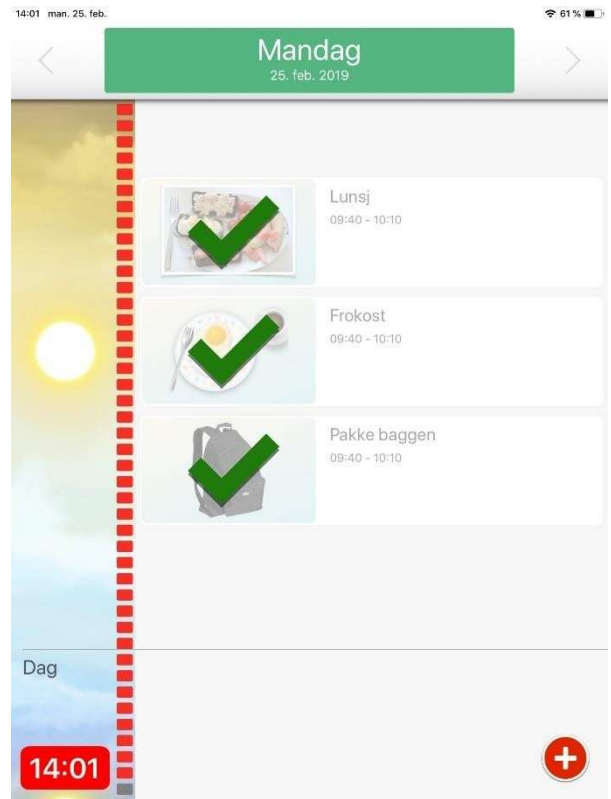 14:01 man. 25. feb.
61 %
Mandag
25. feb. 2019
Lunsj
09:40 - 10:10
Frokost
09:40 - 10:10
Pakke baggen
09:40 - 10:10
Dag
14:01